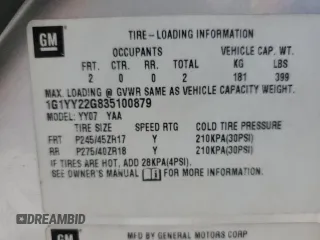 GM
TIRE-LOADING INFORMATION
OCCUPANTS VEHICLE CAP. WT.
FRT. CTR. RR. TOTAL KG LBS
2 0 0 2 181 399
MAX. LOADING @ GVWR SAME AS VEHICLE CAPACITY WEIGHT.
1G1YY22G835100879
MODEL: YY07 YAA
TIRE SIZE SPEED RTG COLD TIRE PRESSURE
FRT P245/45ZR17 Y 210KPA(30PSI)
RR P275/40ZR18 Y 210KPA(30PSI)
IF TIRES ARE HOT, ADD 28KPA(4PSI).
SEE OWNER'S MANUAL FOR MORE INFORMATION
DREAMBID
GM
MFD BY GENERAL MOTORS CORP